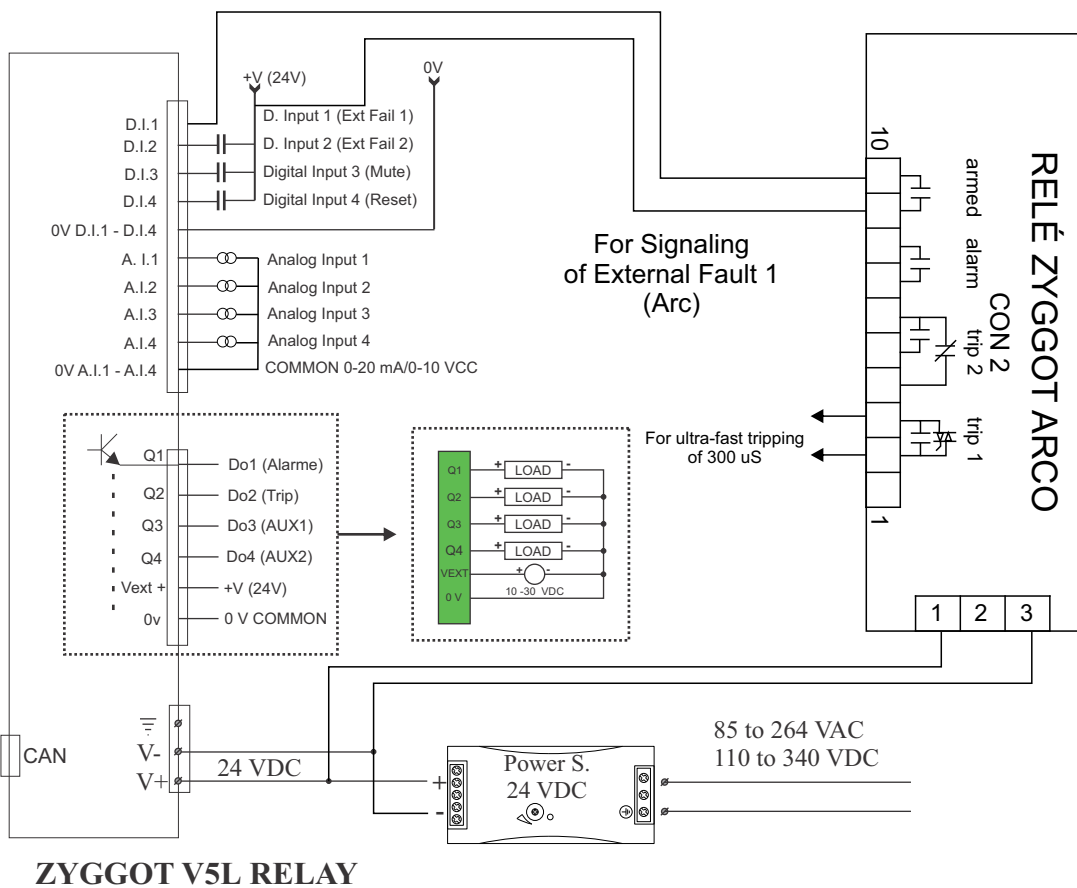 +V (24V)
0V
D.I.1
D. Input 1 (Ext Fail 1)
D.I.2
D. Input 2 (Ext Fail 2)
D.I.3
Digital Input 3 (Mute)
D.I.4
Digital Input 4 (Reset)
0V D.I.1 - D.I.4
A. I.1
Analog Input 1
A.I.2
Analog Input 2
A.I.3
Analog Input 3
A.I.4
Analog Input 4
0V A.I.1 - A.I.4
COMMON 0-20 mA/0-10 VCC
For Signaling
of External Fault 1
(Arc)
10
armed
alarm
trip 2
trip 1
1
CON 2
RELÉ ZYGGOT ARCO
For ultra-fast tripping
of 300 uS
1 2 3
Q1
Do1 (Alarme)
Q2
Do2 (Trip)
Q3
Do3 (AUX1)
Q4
Do4 (AUX2)
Vext +
+V (24V)
0v
0 V COMMON
Q1 + LOAD -
Q2 + LOAD -
Q3 + LOAD -
Q4 + LOAD -
VEXT + -
10 -30 VDC
0 V
CAN
V-
V+
24 VDC
+
-
Power S.
24 VDC
85 to 264 VAC
110 to 340 VDC
ZYGGOT V5L RELAY